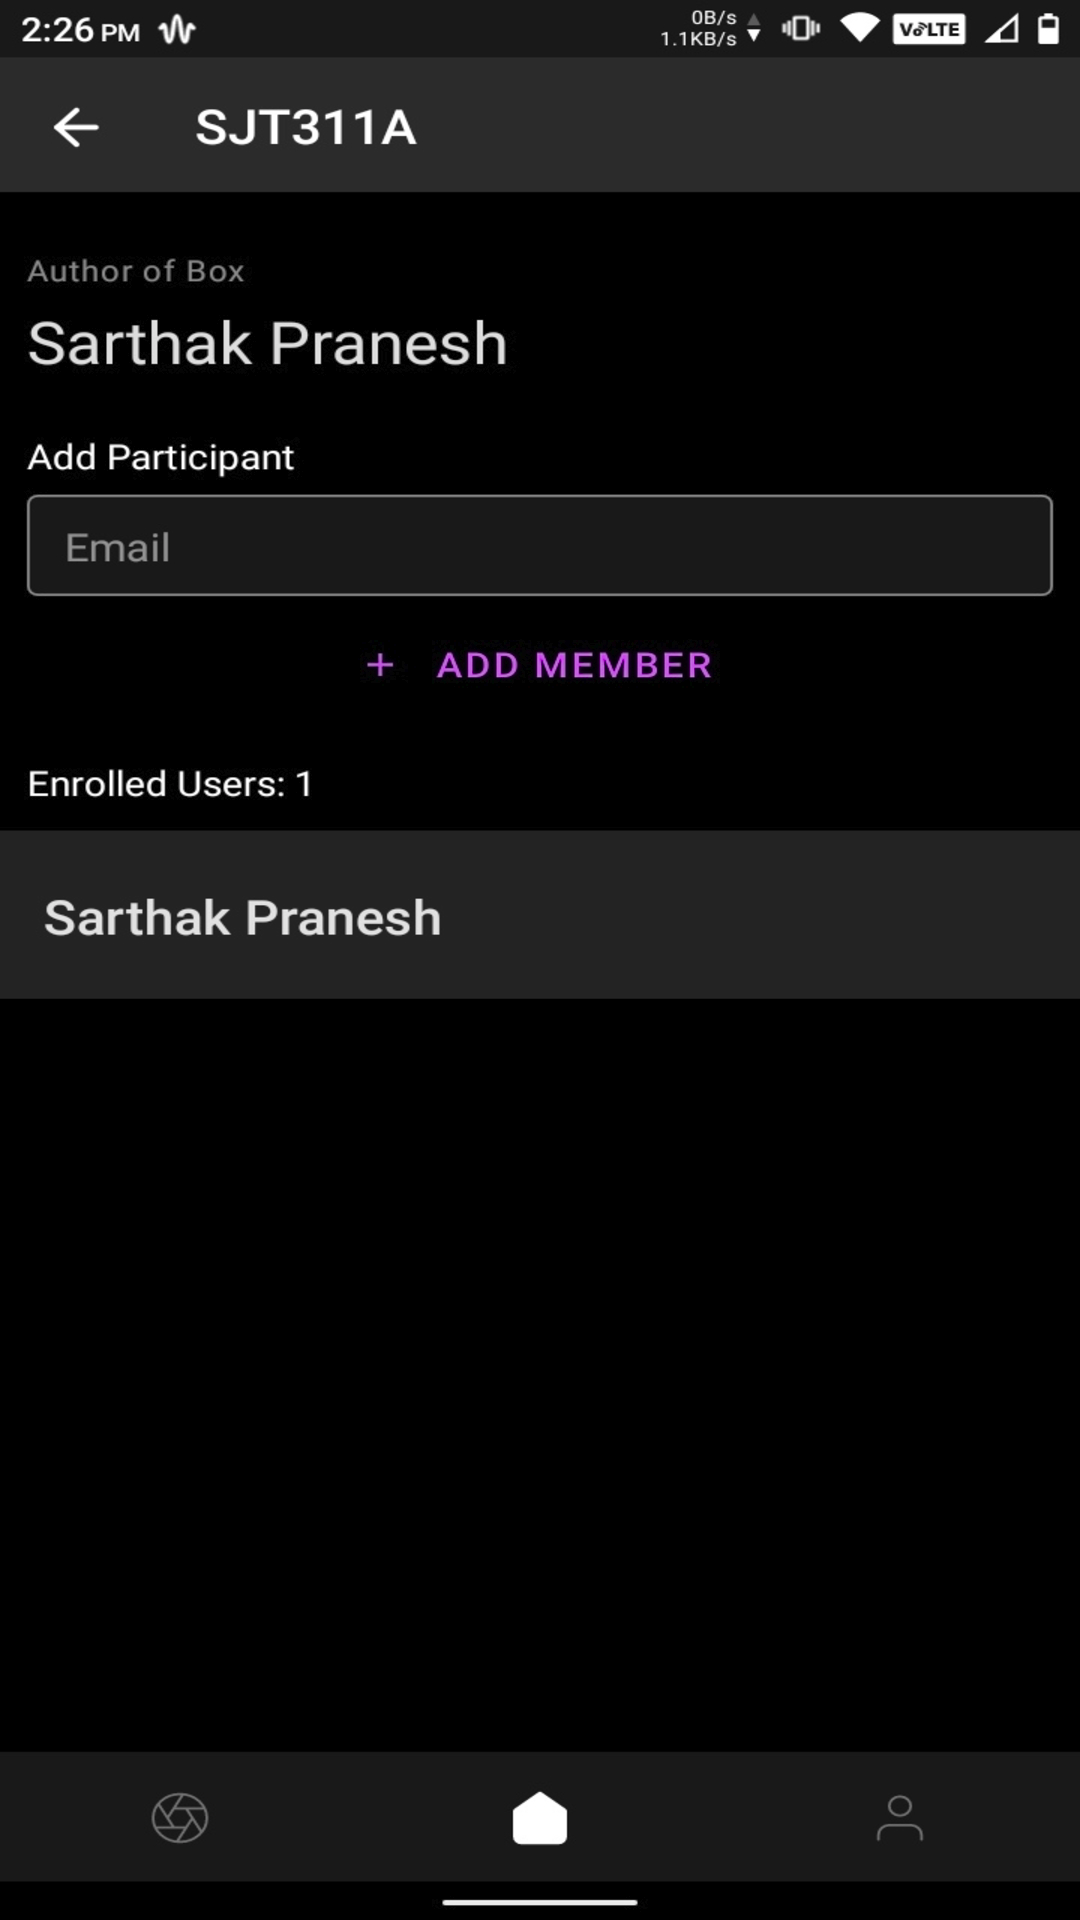 2:26 PM
0B/s
1.1KB/s
VoLTE
SJT311A
Author of Box
Sarthak Pranesh
Add Participant
Email
+ ADD MEMBER
Enrolled Users: 1
Sarthak Pranesh